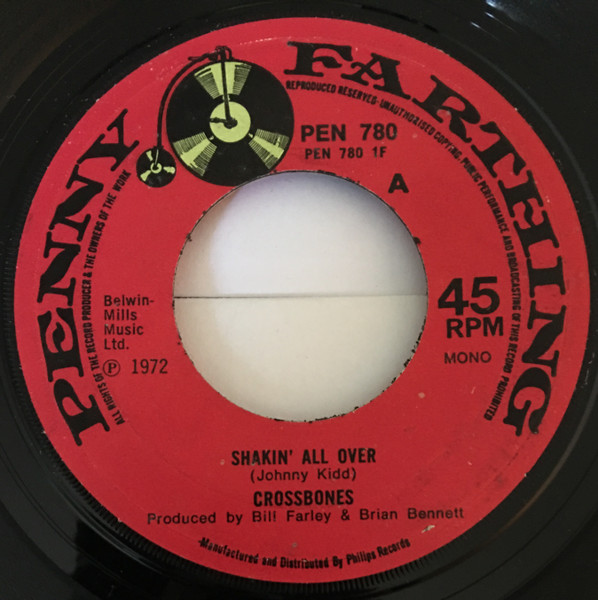 PENNY FARTHING
PEN 780
PEN 780 1F
A
Belwin-
Mills
Music
Ltd.
Ⓟ 1972
45
RPM
MONO
SHAKIN' ALL OVER
(Johnny Kidd)
CROSSBONES
Produced by Bill Farley & Brian Bennett
Manufactured and Distributed By Philips Records
ALL RIGHTS OF THE RECORD PRODUCER & THE OWNERS OF THE WORK
REPRODUCED RESERVED·UNAUTHORISED COPYING, PUBLIC PERFORMANCE AND BROADCASTING OF THIS RECORD PROHIBITED